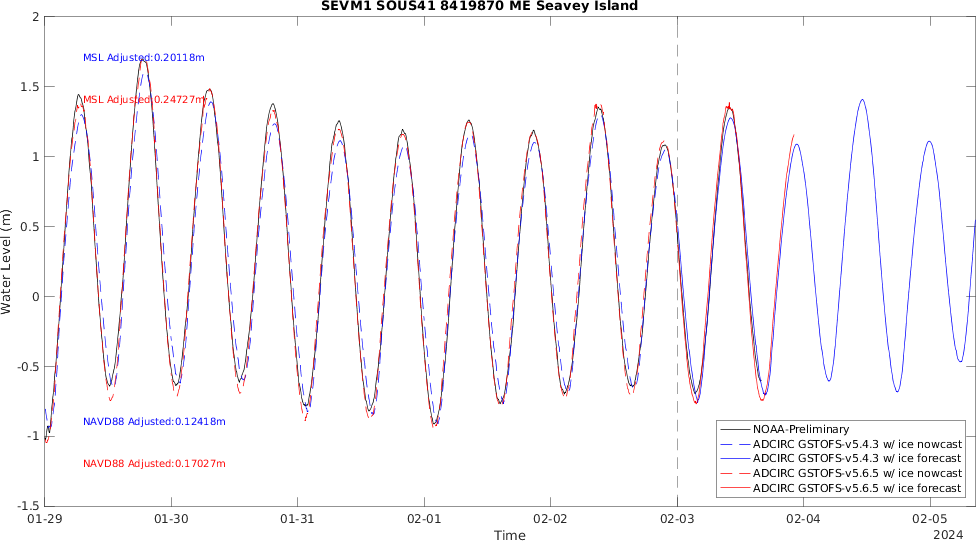 SEVM1 SOUS41 8419870 ME Seavey Island
2
1.5
1
0.5
0
-0.5
-1
-1.5
Water Level (m)
MSL Adjusted:0.20118m
MSL Adjusted:0.24727m
NAVD88 Adjusted:0.12418m
NAVD88 Adjusted:0.17027m
NOAA-Preliminary
ADCIRC GSTOFS-v5.4.3 w/ ice nowcast
ADCIRC GSTOFS-v5.4.3 w/ ice forecast
ADCIRC GSTOFS-v5.6.5 w/ ice nowcast
ADCIRC GSTOFS-v5.6.5 w/ ice forecast
01-29 01-30 01-31 02-01 02-02 02-03 02-04 02-05
Time
2024